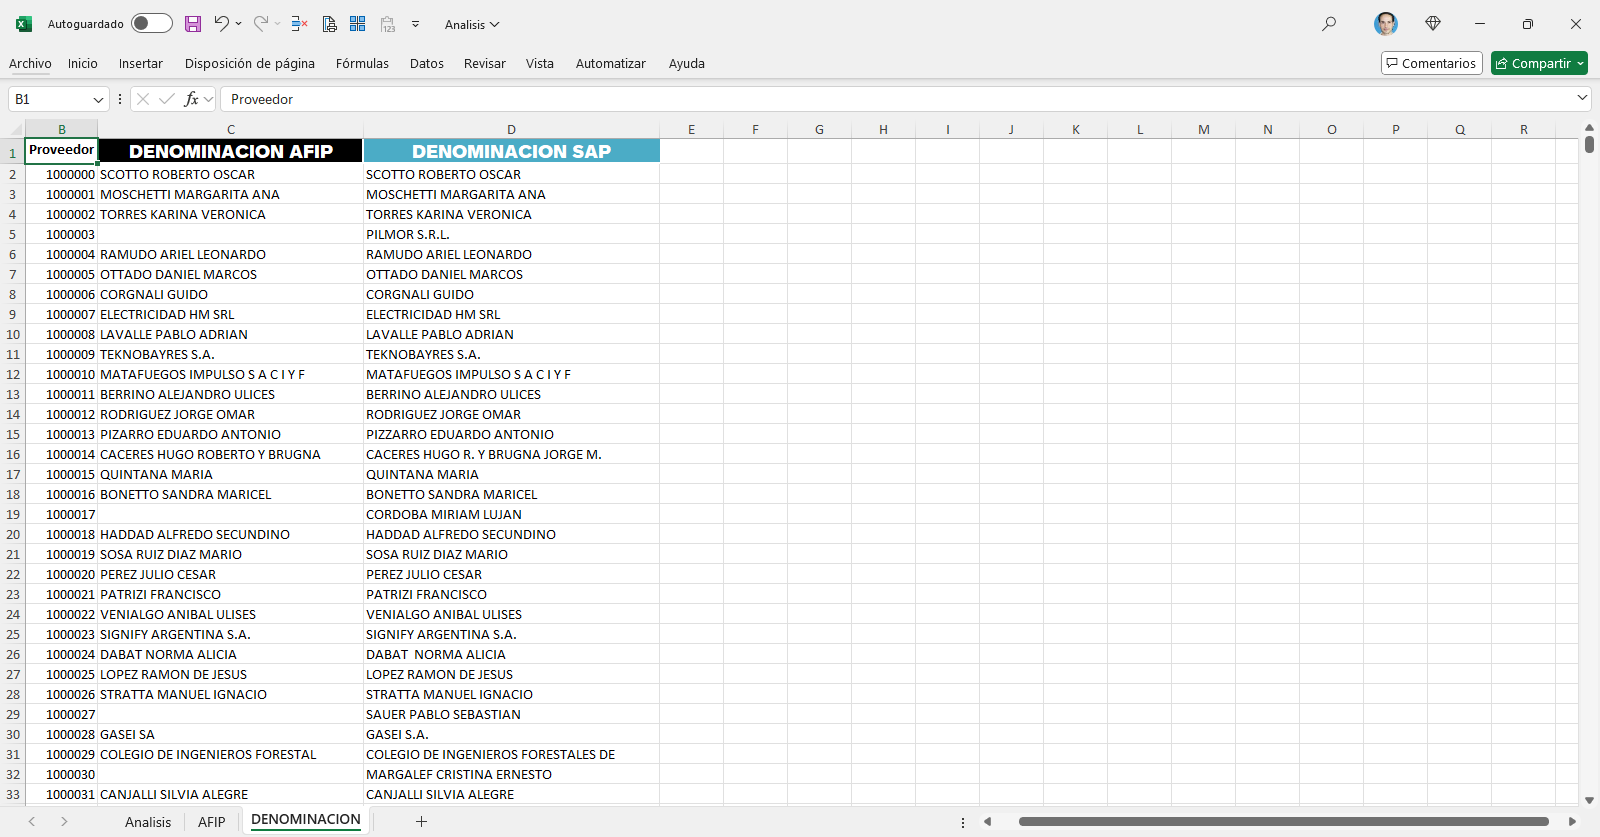 Autoguardado Analisis
Archivo Inicio Insertar Disposición de página Fórmulas Datos Revisar Vista Automatizar Ayuda Comentarios Compartir
B1 fx Proveedor
B C D E F G H I J K L M N O P Q R
1 Proveedor DENOMINACION AFIP DENOMINACION SAP
2 1000000 SCOTTO ROBERTO OSCAR SCOTTO ROBERTO OSCAR
3 1000001 MOSCHETTI MARGARITA ANA MOSCHETTI MARGARITA ANA
4 1000002 TORRES KARINA VERONICA TORRES KARINA VERONICA
5 1000003 PILMOR S.R.L.
6 1000004 RAMUDO ARIEL LEONARDO RAMUDO ARIEL LEONARDO
7 1000005 OTTADO DANIEL MARCOS OTTADO DANIEL MARCOS
8 1000006 CORGNALI GUIDO CORGNALI GUIDO
9 1000007 ELECTRICIDAD HM SRL ELECTRICIDAD HM SRL
10 1000008 LAVALLE PABLO ADRIAN LAVALLE PABLO ADRIAN
11 1000009 TEKNOBAYRES S.A. TEKNOBAYRES S.A.
12 1000010 MATAFUEGOS IMPULSO S A C I Y F MATAFUEGOS IMPULSO S A C I Y F
13 1000011 BERRINO ALEJANDRO ULICES BERRINO ALEJANDRO ULICES
14 1000012 RODRIGUEZ JORGE OMAR RODRIGUEZ JORGE OMAR
15 1000013 PIZARRO EDUARDO ANTONIO PIZZARRO EDUARDO ANTONIO
16 1000014 CACERES HUGO ROBERTO Y BRUGNA CACERES HUGO R. Y BRUGNA JORGE M.
17 1000015 QUINTANA MARIA QUINTANA MARIA
18 1000016 BONETTO SANDRA MARICEL BONETTO SANDRA MARICEL
19 1000017 CORDOBA MIRIAM LUJAN
20 1000018 HADDAD ALFREDO SECUNDINO HADDAD ALFREDO SECUNDINO
21 1000019 SOSA RUIZ DIAZ MARIO SOSA RUIZ DIAZ MARIO
22 1000020 PEREZ JULIO CESAR PEREZ JULIO CESAR
23 1000021 PATRIZI FRANCISCO PATRIZI FRANCISCO
24 1000022 VENIALGO ANIBAL ULISES VENIALGO ANIBAL ULISES
25 1000023 SIGNIFY ARGENTINA S.A. SIGNIFY ARGENTINA S.A.
26 1000024 DABAT NORMA ALICIA DABAT  NORMA ALICIA
27 1000025 LOPEZ RAMON DE JESUS LOPEZ RAMON DE JESUS
28 1000026 STRATTA MANUEL IGNACIO STRATTA MANUEL IGNACIO
29 1000027 SAUER PABLO SEBASTIAN
30 1000028 GASEI SA GASEI S.A.
31 1000029 COLEGIO DE INGENIEROS FORESTAL COLEGIO DE INGENIEROS FORESTALES DE
32 1000030 MARGALEF CRISTINA ERNESTO
33 1000031 CANJALLI SILVIA ALEGRE CANJALLI SILVIA ALEGRE
Analisis AFIP DENOMINACION